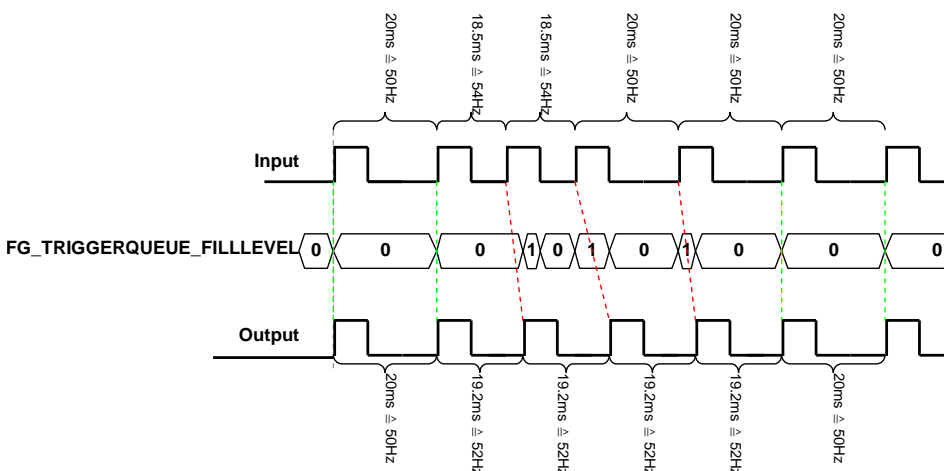 20ms ≙ 50Hz
18.5ms ≙ 54Hz
18.5ms ≙ 54Hz
20ms ≙ 50Hz
20ms ≙ 50Hz
20ms ≙ 50Hz
Input
FG_TRIGGERQUEUE_FILLLEVEL 0 0 0 1 0 1 0 1 0 0 0
Output
20ms ≙ 50Hz
19.2ms ≙ 52Hz
19.2ms ≙ 52Hz
19.2ms ≙ 52Hz
19.2ms ≙ 52Hz
20ms ≙ 50Hz